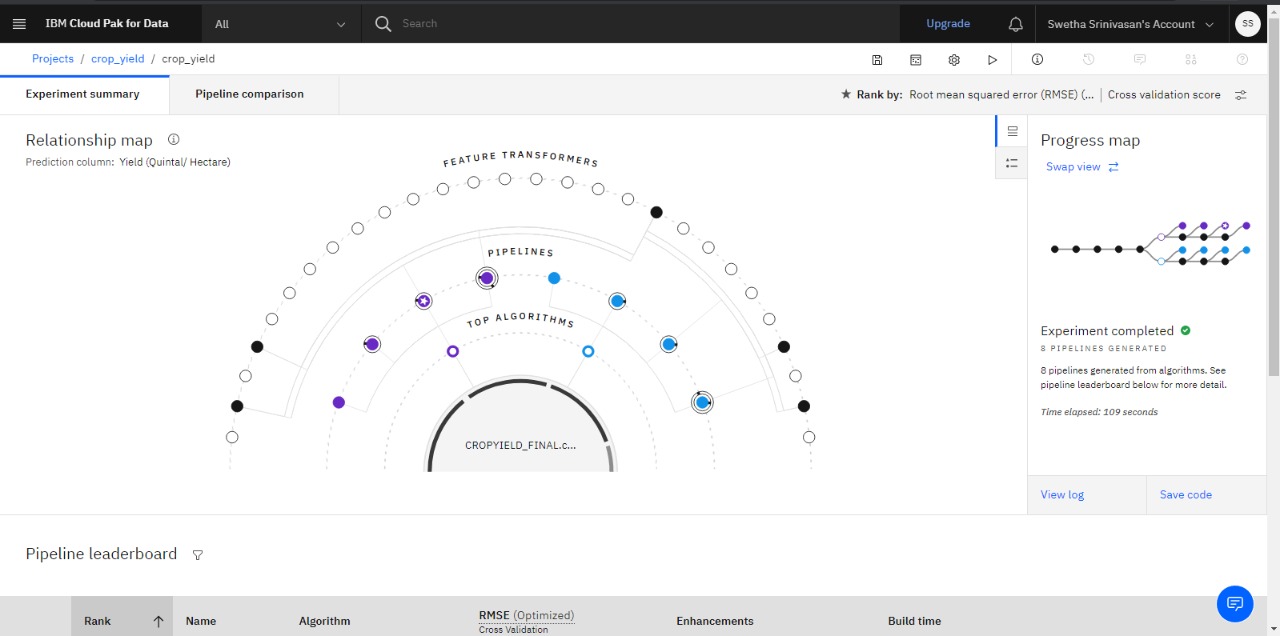 IBM Cloud Pak for Data
All
Search
Upgrade
Swetha Srinivasan's Account
SS
Projects / crop_yield / crop_yield
Experiment summary
Pipeline comparison
Rank by: Root mean squared error (RMSE) (... | Cross validation score
Relationship map
Prediction column: Yield (Quintal/ Hectare)
FEATURE TRANSFORMERS
PIPELINES
TOP ALGORITHMS
CROPYIELD_FINAL.c...
Progress map
Swap view
Experiment completed
8 PIPELINES GENERATED
8 pipelines generated from algorithms. See
pipeline leaderboard below for more detail.
Time elapsed: 109 seconds
View log
Save code
Pipeline leaderboard
Rank
Name
Algorithm
RMSE (Optimized)
Cross Validation
Enhancements
Build time